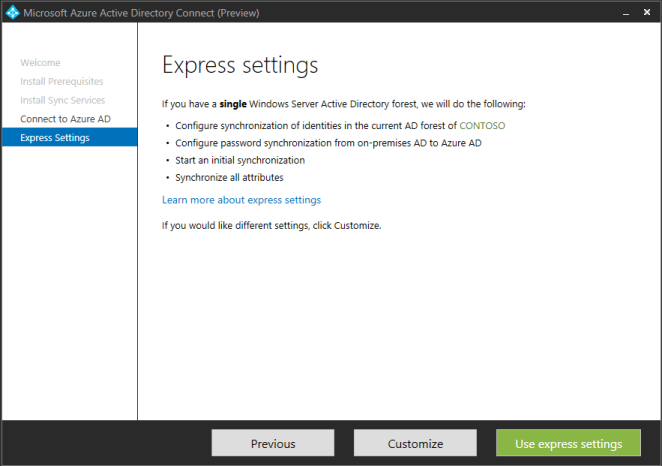 Microsoft Azure Active Directory Connect (Preview)
Welcome
Install Prerequisites
Install Sync Services
Connect to Azure AD
Express Settings
Express settings
If you have a single Windows Server Active Directory forest, we will do the following:
• Configure synchronization of identities in the current AD forest of CONTOSO
• Configure password synchronization from on-premises AD to Azure AD
• Start an initial synchronization
• Synchronize all attributes
Learn more about express settings
If you would like different settings, click Customize.
Previous
Customize
Use express settings